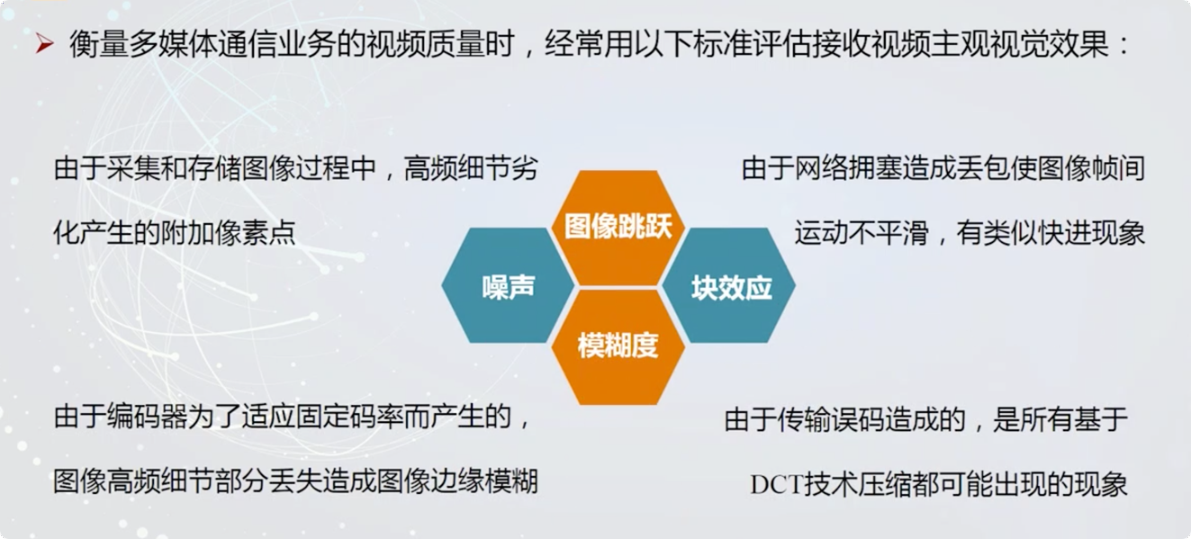 衡量多媒体通信业务的视频质量时，经常用以下标准评估接收视频主观视觉效果：
由于采集和存储图像过程中，高频细节劣
化产生的附加像素点
由于网络拥塞造成丢包使图像帧间
运动不平滑，有类似快进现象
图像跳跃
噪声
块效应
模糊度
由于编码器为了适应固定码率而产生的，
图像高频细节部分丢失造成图像边缘模糊
由于传输误码造成的，是所有基于
DCT技术压缩都可能出现的现象